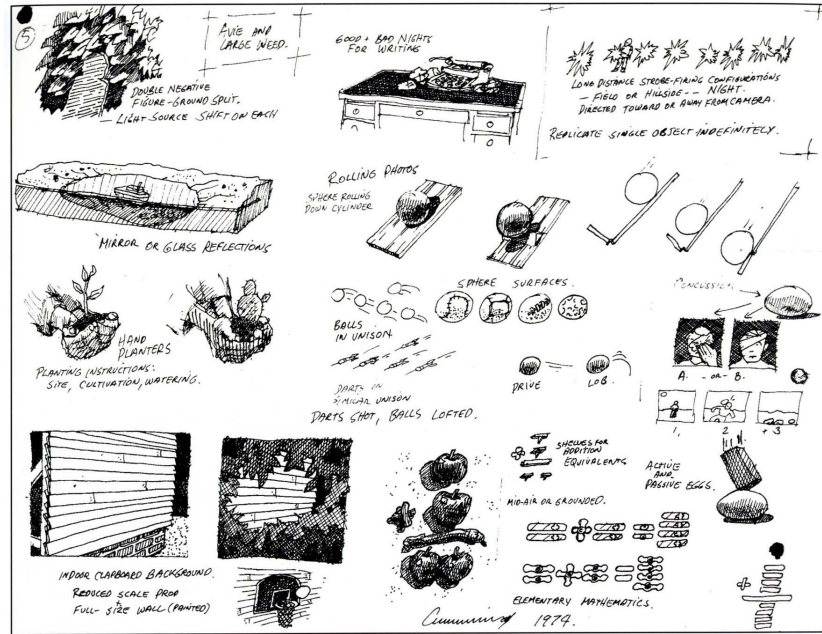 5
DOUBLE NEGATIVE
FIGURE-GROUND SPLIT.
— LIGHT SOURCE SHIFT ON EACH
AVIE AND
LARGE WEED.
GOOD + BAD NIGHTS
FOR WRITING
LONG DISTANCE STROBE-FIRING CONFIGURATIONS
— FIELD OR HILLSIDE -- NIGHT.
DIRECTED TOWARD OR AWAY FROM CAMERA.
REPLICATE SINGLE OBJECT INDEFINITELY.
MIRROR OR GLASS REFLECTIONS
ROLLING PHOTOS
SPHERE ROLLING
DOWN CYLINDER
HAND
PLANTERS
PLANTING INSTRUCTIONS:
SITE, CULTIVATION, WATERING.
SPHERE SURFACES.
BALLS
IN UNISON
DARTS IN
SIMILAR UNISON
DARTS SHOT, BALLS LOFTED.
DRIVE
LOB.
CONCUSSION
A. -OR- B.
1, 2 + 3
INDOOR CLAPBOARD BACKGROUND.
REDUCED SCALE PROP
+
FULL-SIZE WALL (PAINTED)
SHELVES FOR
ADDITION
EQUIVALENTS
MID-AIR OR GROUNDED.
ACTIVE
AND
PASSIVE EGGS.
ELEMENTARY MATHEMATICS.
Cumming 1974.